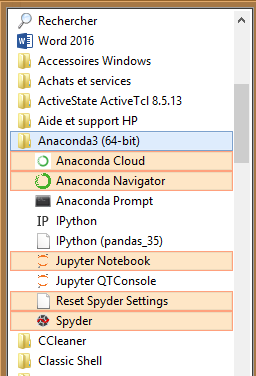 Rechercher
Word 2016
Accessoires Windows
Achats et services
ActiveState ActiveTcl 8.5.13
Aide et support HP
Anaconda3 (64-bit)
Anaconda Cloud
Anaconda Navigator
Anaconda Prompt
IP IPython
IPython (pandas_35)
Jupyter Notebook
Jupyter QTConsole
Reset Spyder Settings
Spyder
CCleaner
Classic Shell